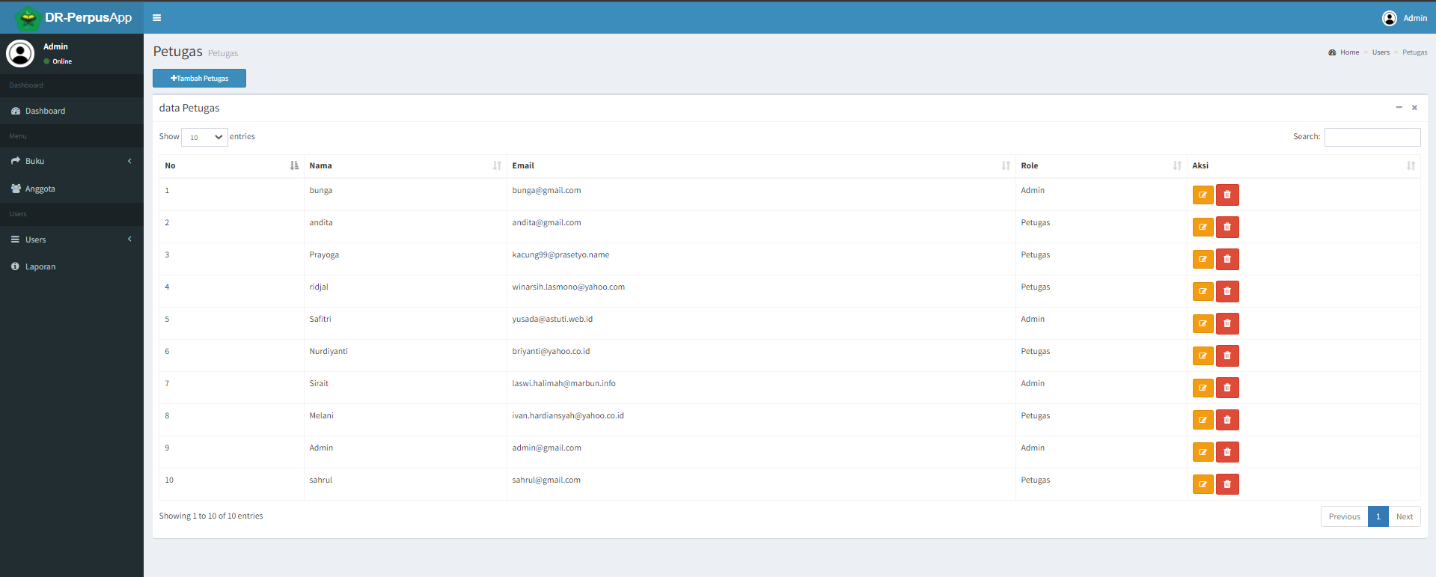 DR-PerpusApp
Admin
Admin
Online
Dashboard
Dashboard
Menu
Buku
Anggota
Users
Users
Laporan
Petugas Petugas
Home > Users > Petugas
+Tambah Petugas
data Petugas
Show 10 entries
Search:
No Nama Email Role Aksi
1 bunga bunga@gmail.com Admin
2 andita andita@gmail.com Petugas
3 Prayoga kacung99@prasetyo.name Petugas
4 ridjal winarsih.lasmono@yahoo.com Petugas
5 Safitri yusada@astuti.web.id Admin
6 Nurdiyanti briyanti@yahoo.co.id Petugas
7 Sirait laswi.halimah@marbun.info Admin
8 Melani ivan.hardiansyah@yahoo.co.id Petugas
9 Admin admin@gmail.com Admin
10 sahrul sahrul@gmail.com Petugas
Showing 1 to 10 of 10 entries
Previous 1 Next